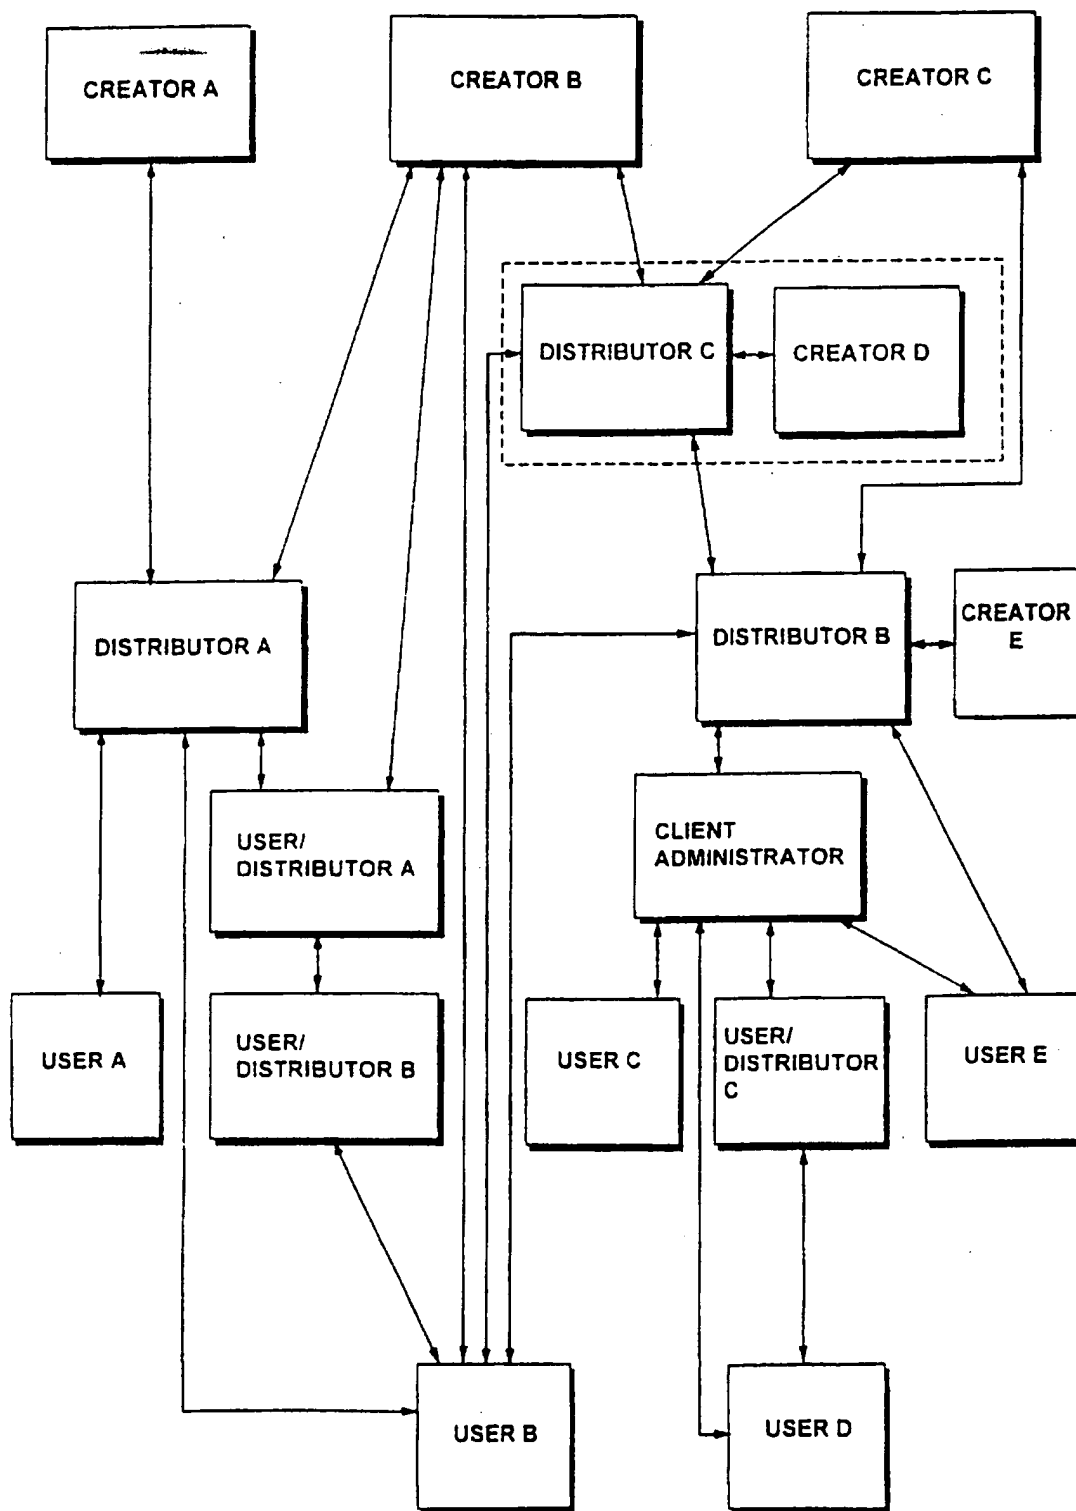 CREATOR A
CREATOR B
CREATOR C
DISTRIBUTOR C
CREATOR D
DISTRIBUTOR A
DISTRIBUTOR B
CREATOR
E
USER/
DISTRIBUTOR A
CLIENT
ADMINISTRATOR
USER A
USER/
DISTRIBUTOR B
USER C
USER/
DISTRIBUTOR
C
USER E
USER B
USER D